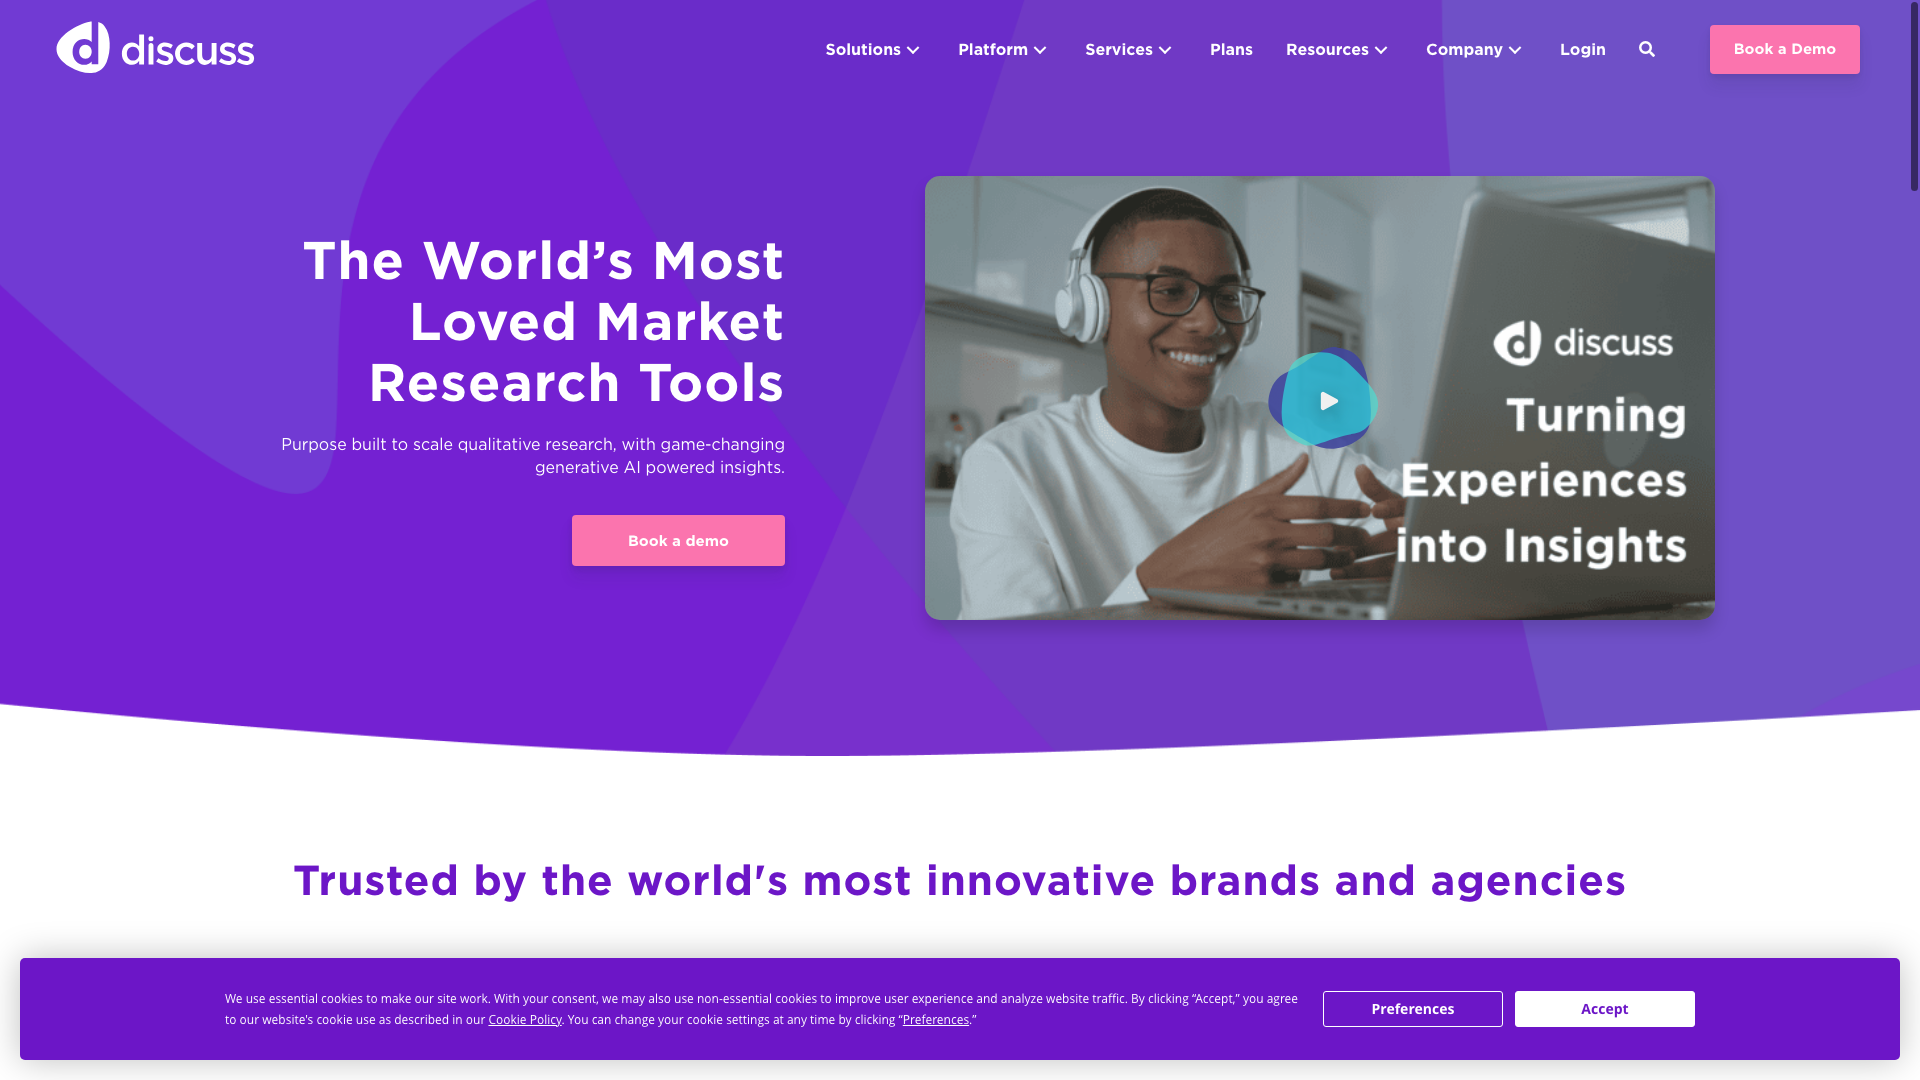 discuss
Solutions
Platform
Services
Plans
Resources
Company
Login
Book a Demo
The World’s Most
Loved Market
Research Tools
Purpose built to scale qualitative research, with game-changing
generative AI powered insights.
Book a demo
discuss
Turning
Experiences
into Insights
Trusted by the world's most innovative brands and agencies
We use essential cookies to make our site work. With your consent, we may also use non-essential cookies to improve user experience and analyze website traffic. By clicking “Accept,” you agree
to our website's cookie use as described in our Cookie Policy. You can change your cookie settings at any time by clicking “Preferences.”
Preferences
Accept